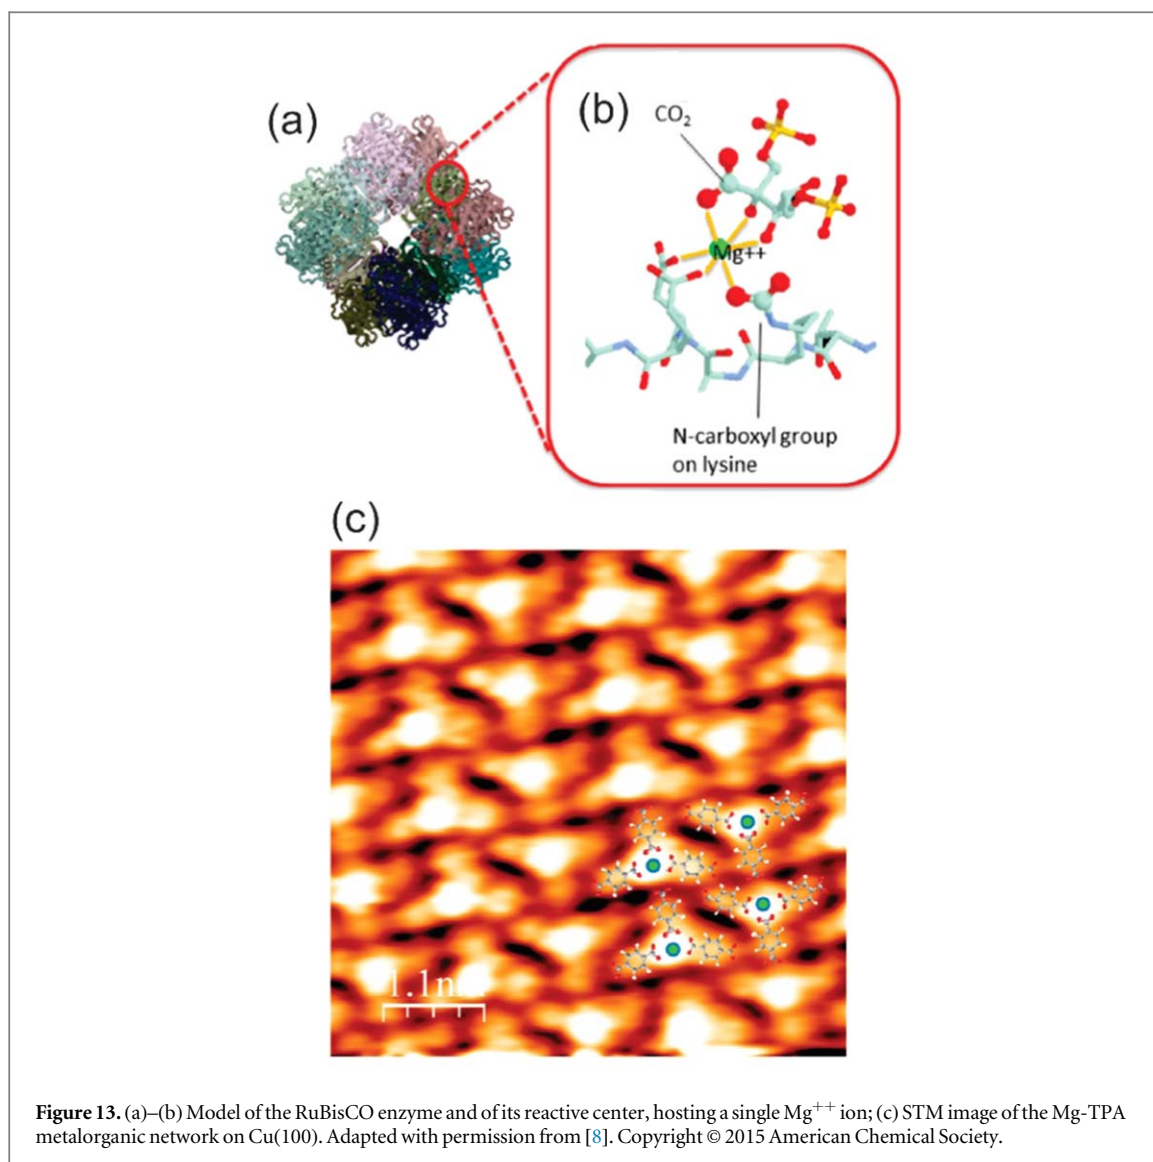 (a)
(b)
CO₂
Mg++
N-carboxyl group
on lysine
(c)
1.1nm
Figure 13. (a)–(b) Model of the RuBisCO enzyme and of its reactive center, hosting a single Mg⁺⁺ ion; (c) STM image of the Mg-TPA
metalorganic network on Cu(100). Adapted with permission from [8]. Copyright © 2015 American Chemical Society.